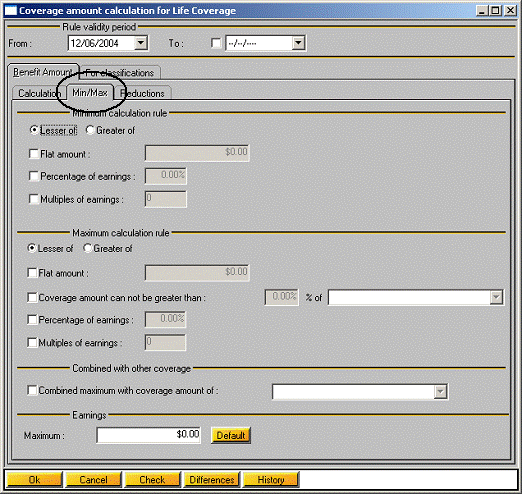 Coverage amount calculation for Life Coverage
Rule validity period
From : 12/06/2004 To : --/--/----
Benefit Amount For classifications
Calculation Min/Max Reductions
Minimum calculation rule
Lesser of Greater of
Flat amount : $0.00
Percentage of earnings : 0.00%
Multiples of earnings : 0
Maximum calculation rule
Lesser of Greater of
Flat amount : $0.00
Coverage amount can not be greater than : 0.00% % of
Percentage of earnings : 0.00%
Multiples of earnings : 0
Combined with other coverage
Combined maximum with coverage amount of :
Earnings
Maximum : $0.00 Default
Ok Cancel Check Differences History